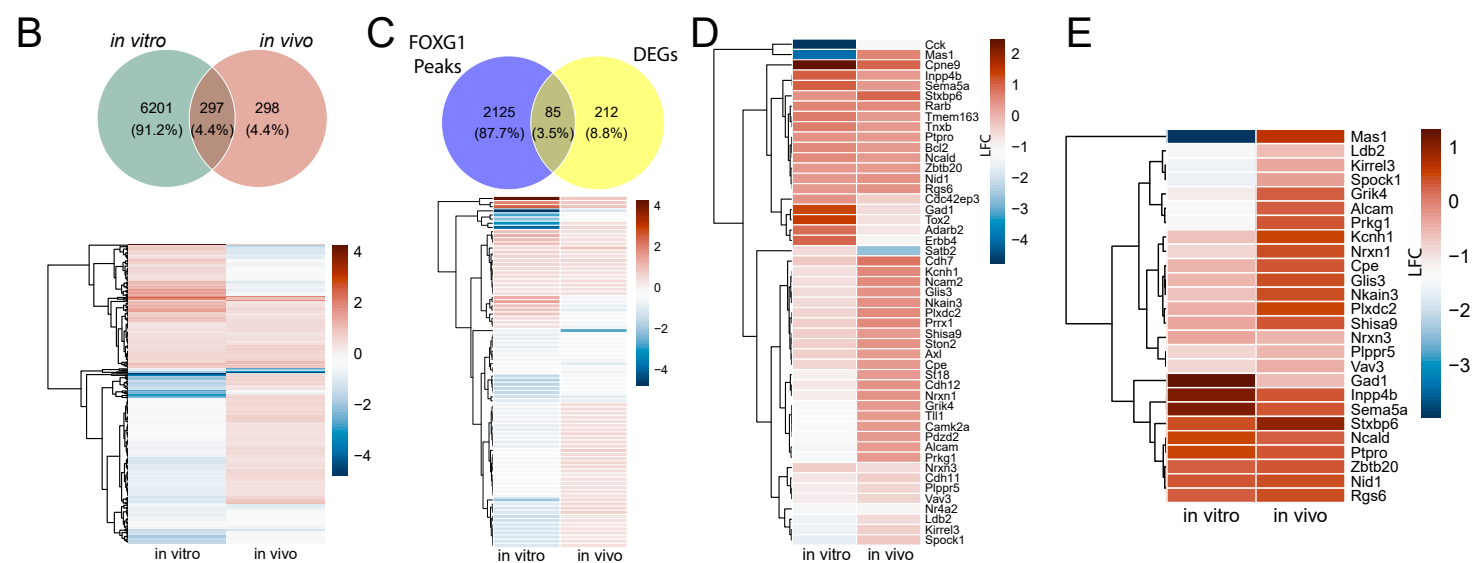 B
in vitro
in vivo
6201
(91.2%)
297
(4.4%)
298
(4.4%)
4
2
0
−2
−4
in vitro
in vivo
C
FOXG1
Peaks
DEGs
2125
(87.7%)
85
(3.5%)
212
(8.8%)
4
2
0
−2
−4
in vitro
in vivo
D
Cck
Mas1
Cpne9
Inpp4b
Sema5a
Stxbp6
Rarb
Tmem163
Tnxb
Ptpro
Bcl2
Ncald
Zbtb20
Nid1
Rgs6
Cdc42ep3
Gad1
Tox2
Adarb2
Erbb4
Satb2
Cdh7
Kcnh1
Ncam2
Glis3
Nkain3
Plxdc2
Prrx1
Shisa9
Ston2
Axl
Cpe
St18
Cdh12
Nrxn1
Grik4
Tll1
Camk2a
Pdzd2
Alcam
Prkg1
Nrxn3
Cdh11
Plppr5
Vav3
Nr4a2
Ldb2
Kirrel3
Spock1
in vitro
in vivo
LFC
2
1
0
−1
−2
−3
−4
E
Mas1
Ldb2
Kirrel3
Spock1
Grik4
Alcam
Prkg1
Kcnh1
Nrxn1
Cpe
Glis3
Nkain3
Plxdc2
Shisa9
Nrxn3
Plppr5
Vav3
Gad1
Inpp4b
Sema5a
Stxbp6
Ncald
Ptpro
Zbtb20
Nid1
Rgs6
in vitro
in vivo
LFC
1
0
−1
−2
−3